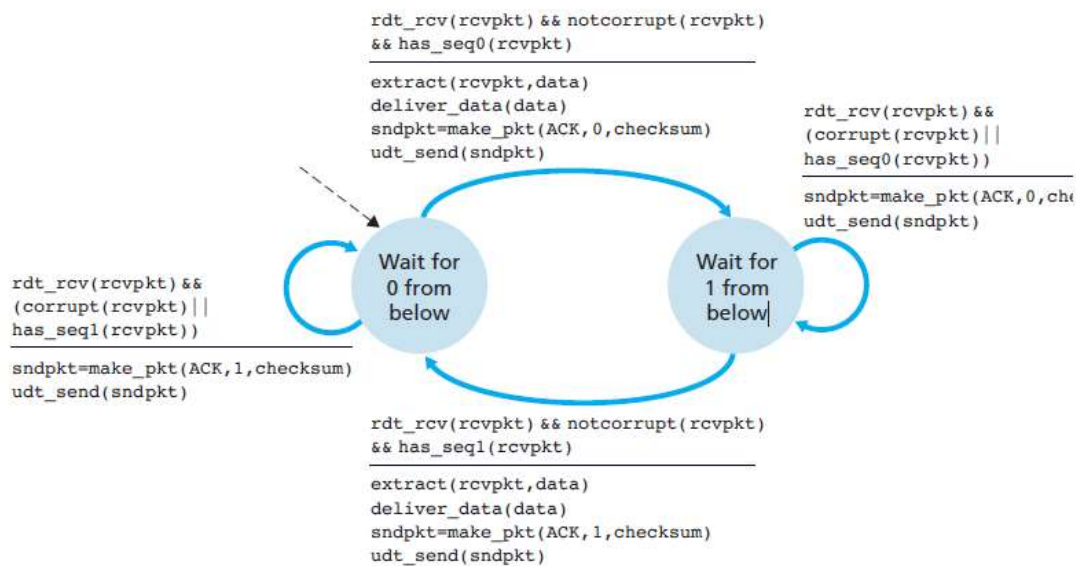 rdt_rcv(rcvpkt) && notcorrupt(rcvpkt)
&& has_seq0(rcvpkt)
extract(rcvpkt,data)
deliver_data(data)
sndpkt=make_pkt(ACK,0,checksum)
udt_send(sndpkt)
rdt_rcv(rcvpkt) &&
(corrupt(rcvpkt)||
has_seq0(rcvpkt))
sndpkt=make_pkt(ACK,0,che
udt_send(sndpkt)
Wait for
0 from
below
Wait for
1 from
below
rdt_rcv(rcvpkt) &&
(corrupt(rcvpkt)||
has_seq1(rcvpkt))
sndpkt=make_pkt(ACK,1,checksum)
udt_send(sndpkt)
rdt_rcv(rcvpkt) && notcorrupt(rcvpkt)
&& has_seq1(rcvpkt)
extract(rcvpkt,data)
deliver_data(data)
sndpkt=make_pkt(ACK,1,checksum)
udt_send(sndpkt)